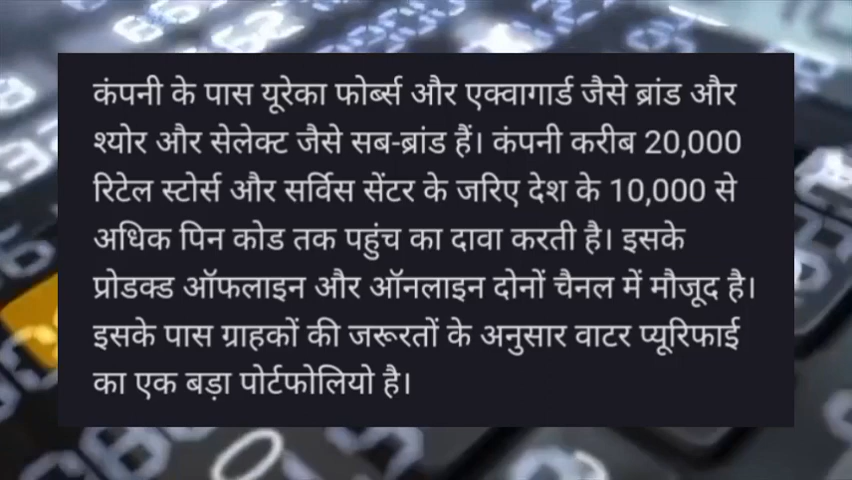 कंपनी के पास यूरेका फोर्ब्स और एक्वागार्ड जैसे ब्रांड और
श्योर और सेलेक्ट जैसे सब-ब्रांड हैं। कंपनी करीब 20,000
रिटेल स्टोर्स और सर्विस सेंटर के जरिए देश के 10,000 से
अधिक पिन कोड तक पहुंच का दावा करती है। इसके
प्रोडक्ड ऑफलाइन और ऑनलाइन दोनों चैनल में मौजूद है।
इसके पास ग्राहकों की जरूरतों के अनुसार वाटर प्यूरिफाई
का एक बड़ा पोर्टफोलियो है।